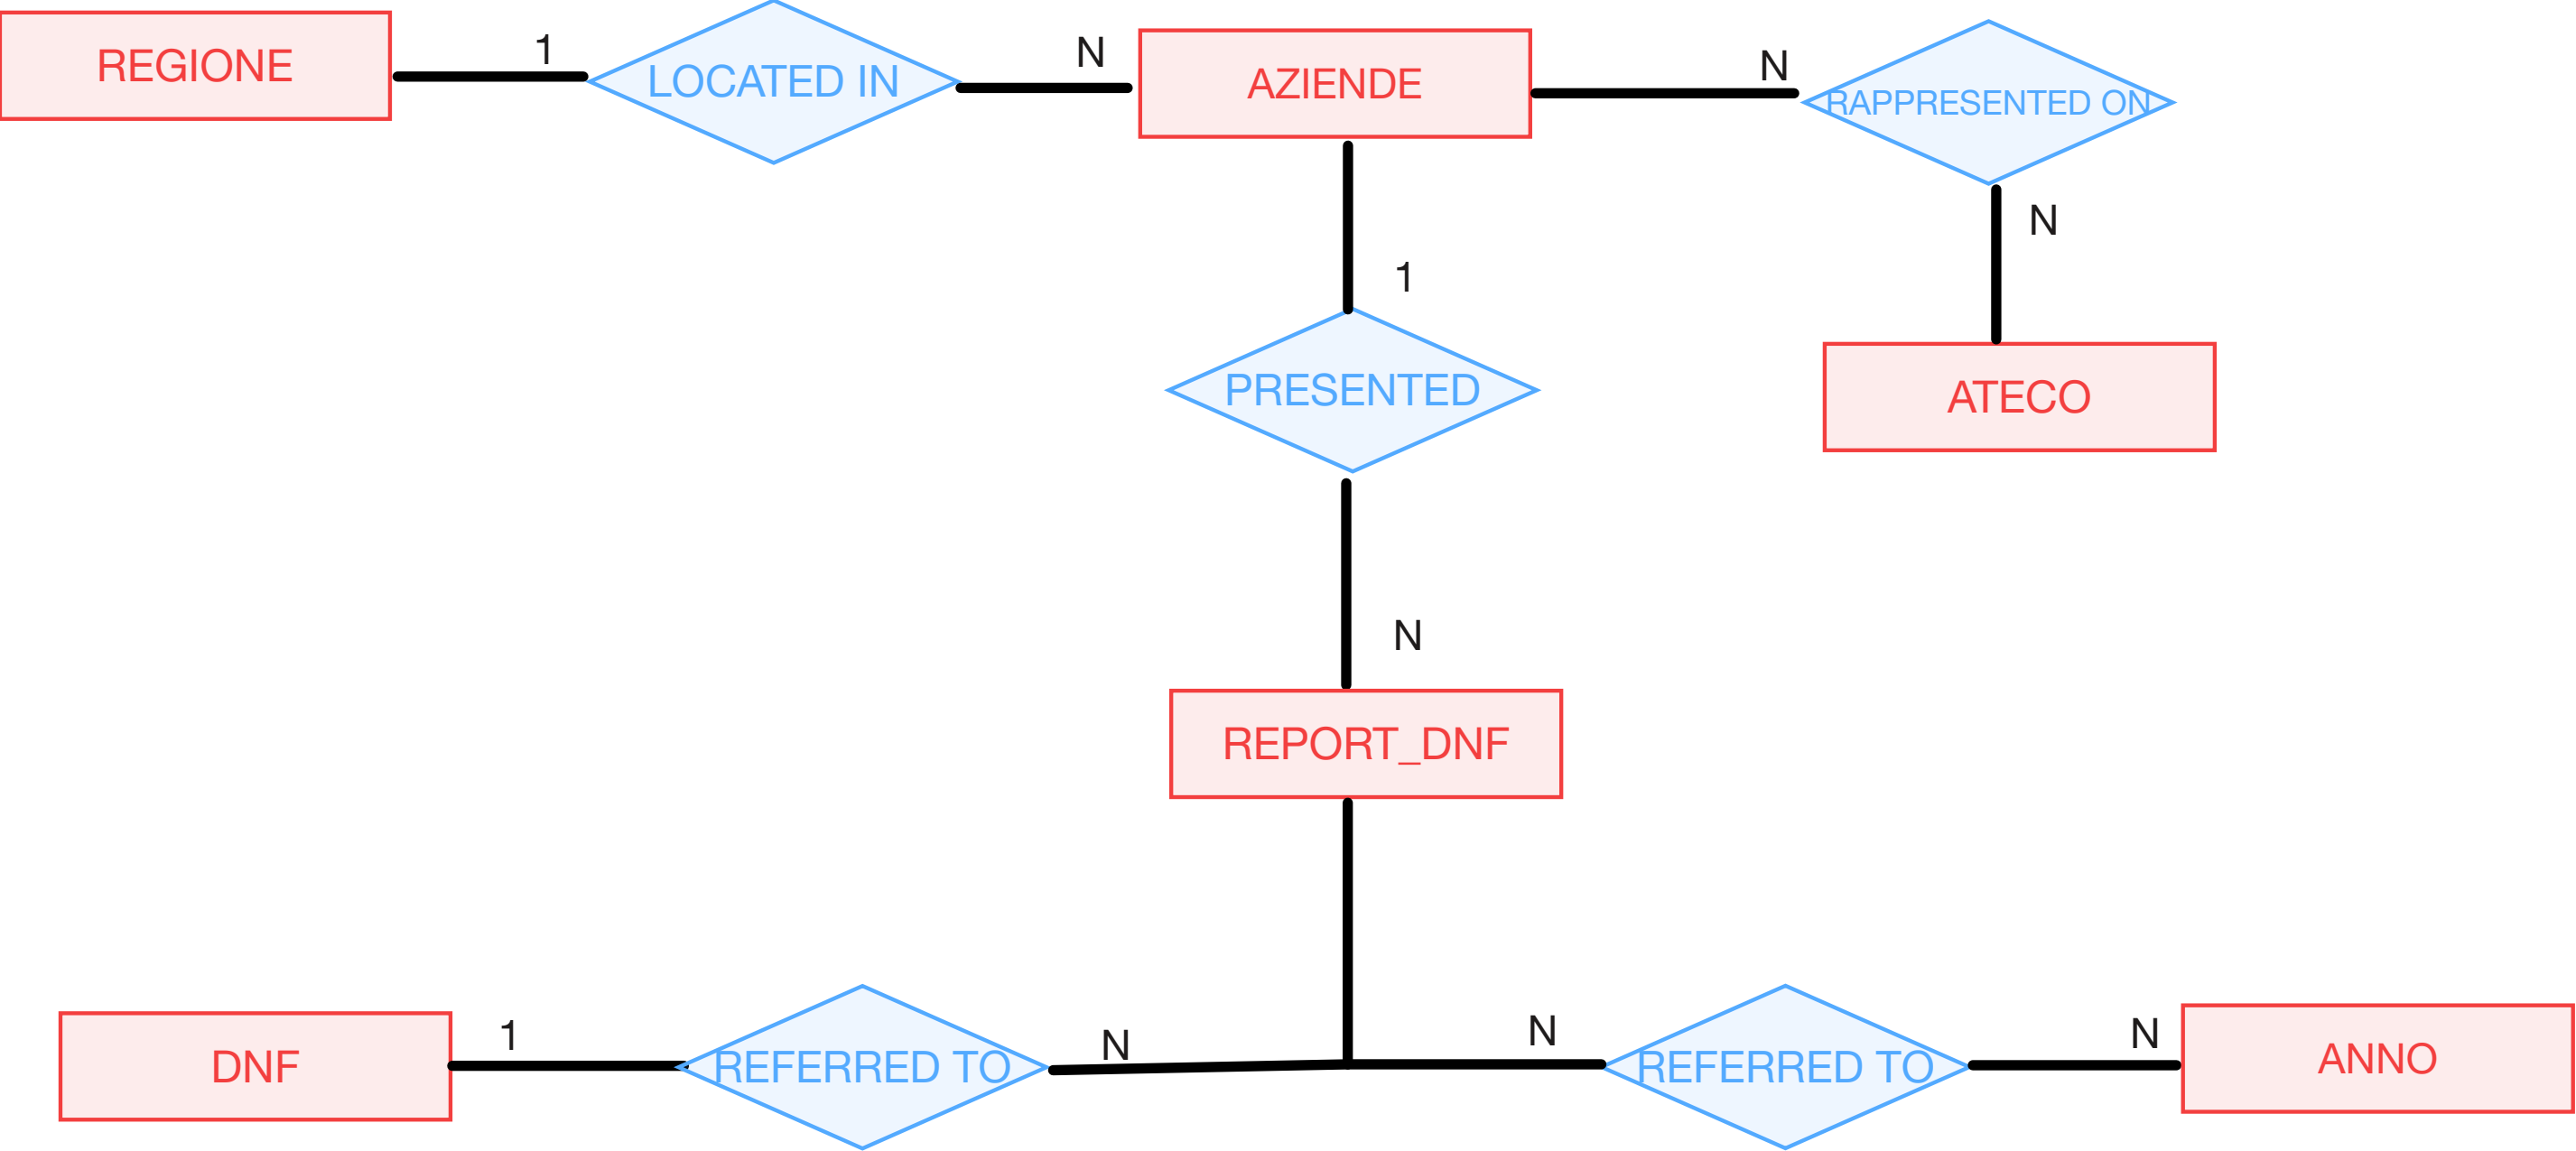 REGIONE
1
LOCATED IN
N
AZIENDE
N
RAPPRESENTED ON
N
ATECO
1
PRESENTED
N
REPORT_DNF
DNF
1
REFERRED TO
N
N
REFERRED TO
N
ANNO